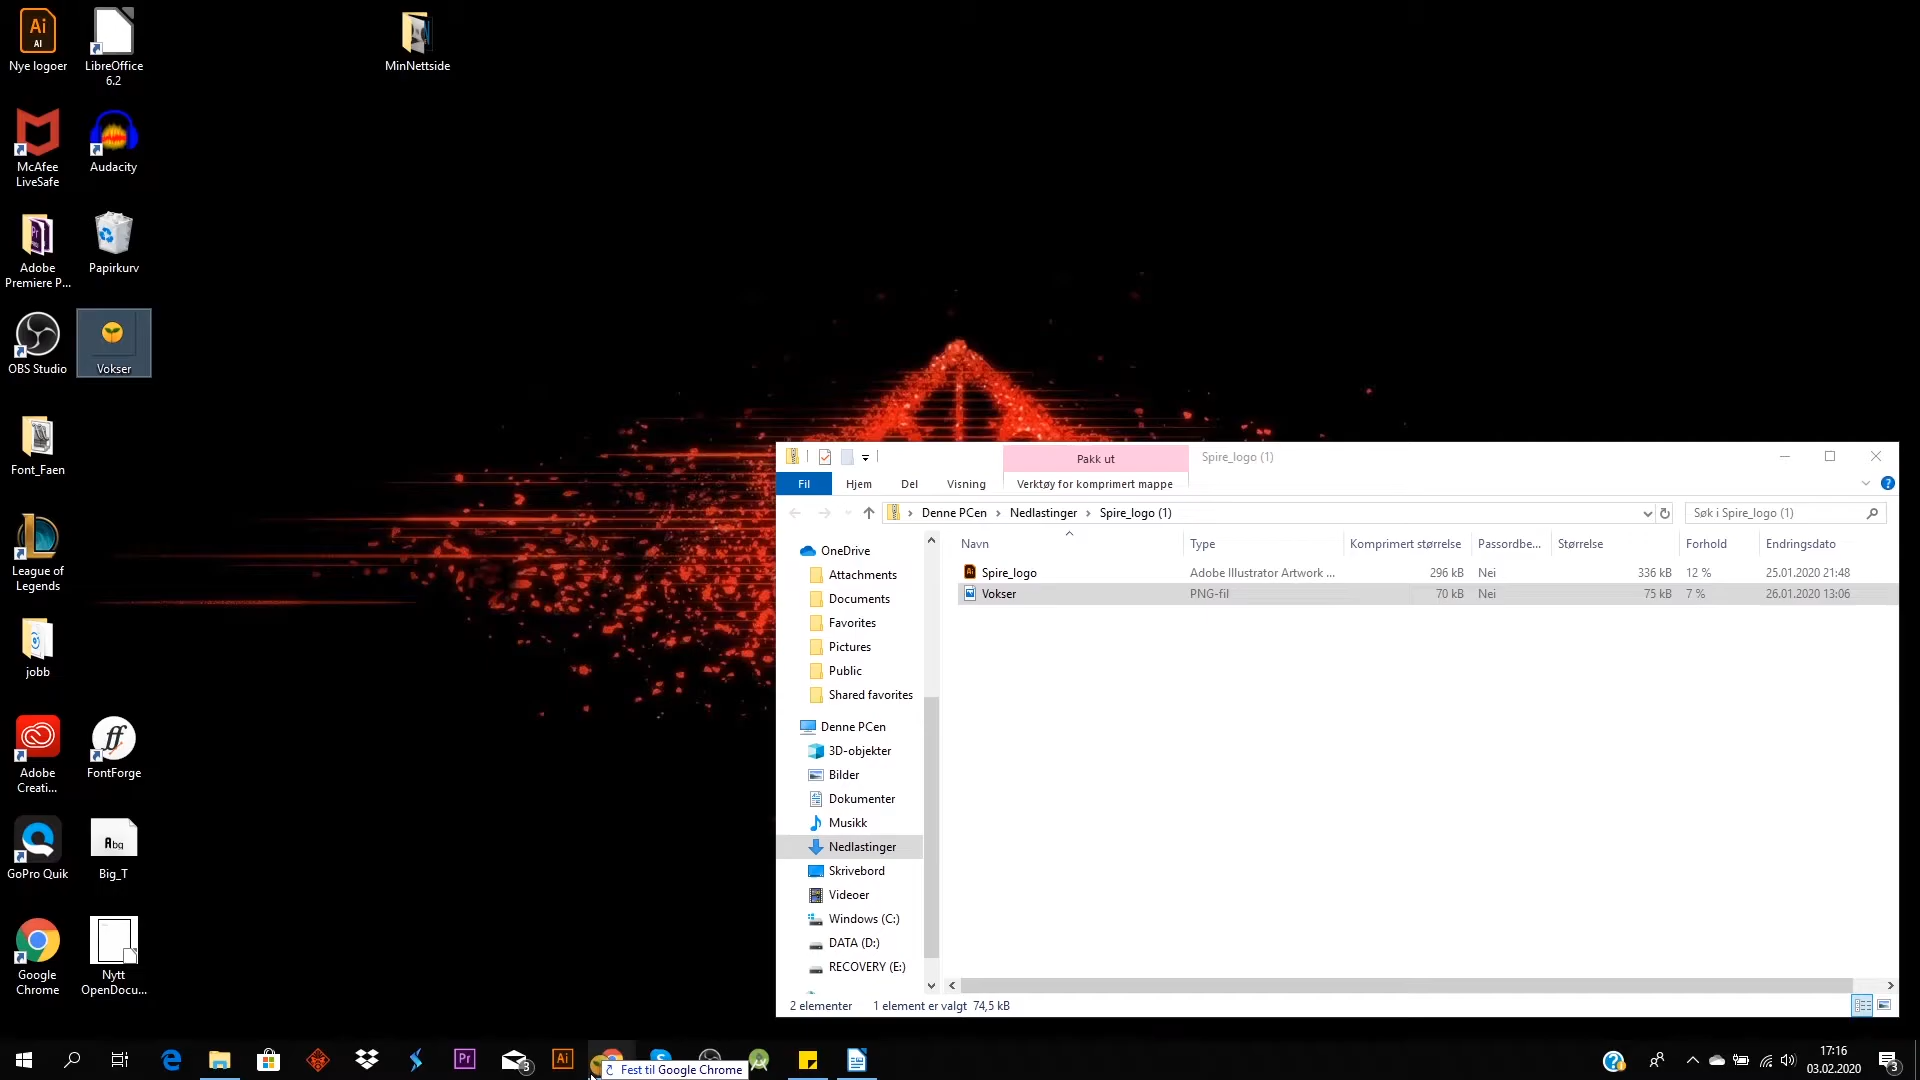 Nye logoer
LibreOffice
6.2
MinNettside
McAfee
LiveSafe
Audacity
Adobe
Premiere P...
Papirkurv
OBS Studio
Vokser
Font_Faen
League of
Legends
jobb
Adobe
Creati...
FontForge
GoPro Quik
Abg
Big_T
Google
Chrome
Nytt
OpenDocu...
Pakk ut
Spire_logo (1)
Fil
Hjem
Del
Visning
Verktøy for komprimert mappe
Denne PCen
Nedlastinger
Spire_logo (1)
Søk i Spire_logo (1)
Navn
Type
Komprimert størrelse
Passordbe...
Størrelse
Forhold
Endringsdato
Spire_logo
Adobe Illustrator Artwork ...
296 kB
Nei
336 kB
12 %
25.01.2020 21:48
Vokser
PNG-fil
70 kB
Nei
75 kB
7 %
26.01.2020 13:06
OneDrive
Attachments
Documents
Favorites
Pictures
Public
Shared favorites
Denne PCen
3D-objekter
Bilder
Dokumenter
Musikk
Nedlastinger
Skrivebord
Videoer
Windows (C:)
DATA (D:)
RECOVERY (E:)
2 elementer
1 element er valgt 74,5 kB
Fest til Google Chrome
3
17:16
03.02.2020
3